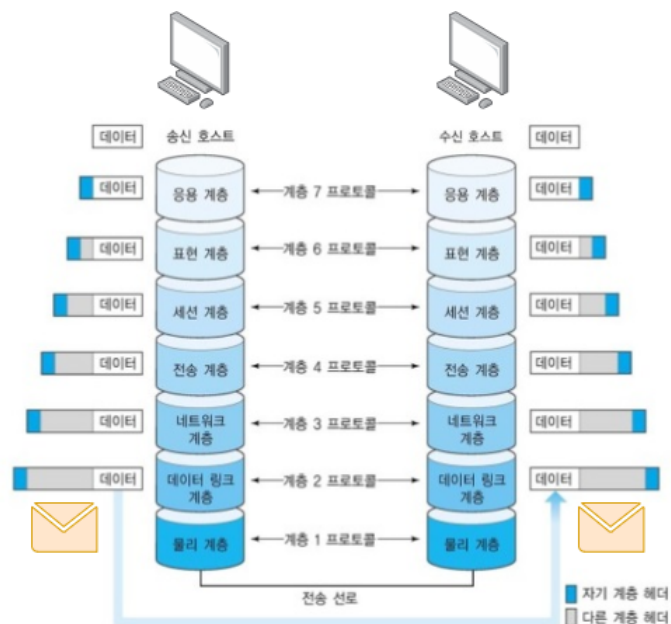 데이터 송신 호스트 수신 호스트 데이터
데이터 응용 계층 계층 7 프로토콜 응용 계층 데이터
데이터 표현 계층 계층 6 프로토콜 표현 계층 데이터
데이터 세션 계층 계층 5 프로토콜 세션 계층 데이터
데이터 전송 계층 계층 4 프로토콜 전송 계층 데이터
데이터 네트워크 계층 3 프로토콜 네트워크 데이터
계층 계층
데이터 데이터 링크 계층 2 프로토콜 데이터 링크 데이터
계층 계층
물리 계층 계층 1 프로토콜 물리 계층
전송 선로
자기 계층 헤더
다른 계층 헤더